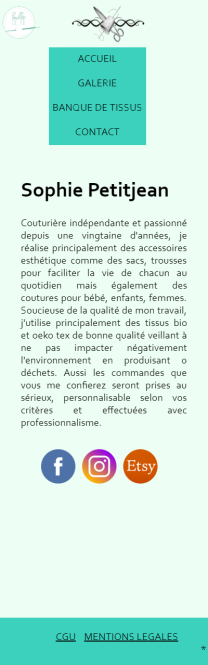 ACCUEIL
GALERIE
BANQUE DE TISSUS
CONTACT
Sophie Petitjean
Couturière indépendante et passionné
depuis une vingtaine d'années, je
réalise principalement des accessoires
esthétique comme des sacs, trousses
pour faciliter la vie de chacun au
quotidien mais également des
coutures pour bébé, enfants, femmes.
Soucieuse de la qualité de mon travail,
j'utilise principalement des tissus bio
et oeko tex de bonne qualité veillant à
ne pas impacter négativement
l'environnement en produisant 0
déchets. Aussi les commandes que
vous me confierez seront prises au
sérieux, personnalisable selon vos
critères et effectuées avec
professionnalisme.
f
Etsy
CGU MENTIONS LEGALES
*